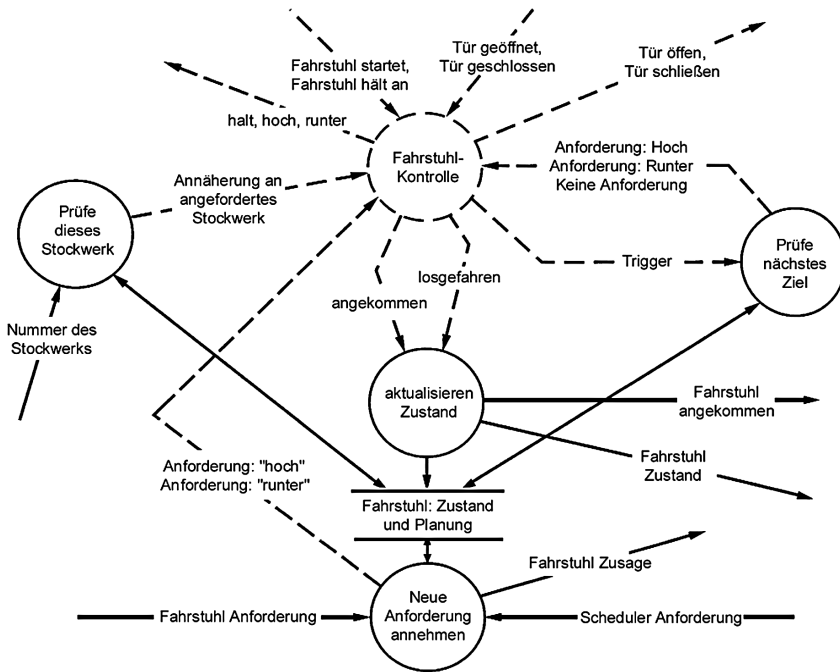 Fahrstuhl startet,
Fahrstuhl hält an
Tür geöffnet,
Tür geschlossen
Tür öffen,
Tür schließen
halt, hoch, runter
Fahrstuhl-
Kontrolle
Anforderung: Hoch
Anforderung: Runter
Keine Anforderung
Annäherung an
angefordertes
Stockwerk
Prüfe
dieses
Stockwerk
Prüfe
nächstes
Ziel
Trigger
losgefahren
angekommen
Nummer des
Stockwerks
aktualisieren
Zustand
Fahrstuhl
angekommen
Fahrstuhl
Zustand
Anforderung: "hoch"
Anforderung: "runter"
Fahrstuhl: Zustand
und Planung
Fahrstuhl Zusage
Neue
Anforderung
annehmen
Fahrstuhl Anforderung
Scheduler Anforderung